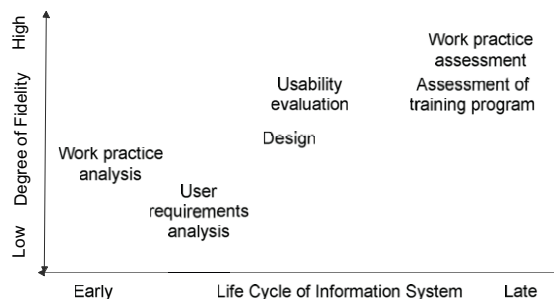 High
Degree of Fidelity
Low
Work practice
assessment
Usability
evaluation
Assessment of
training program
Design
Work practice
analysis
User
requirements
analysis
Early
Life Cycle of Information System
Late